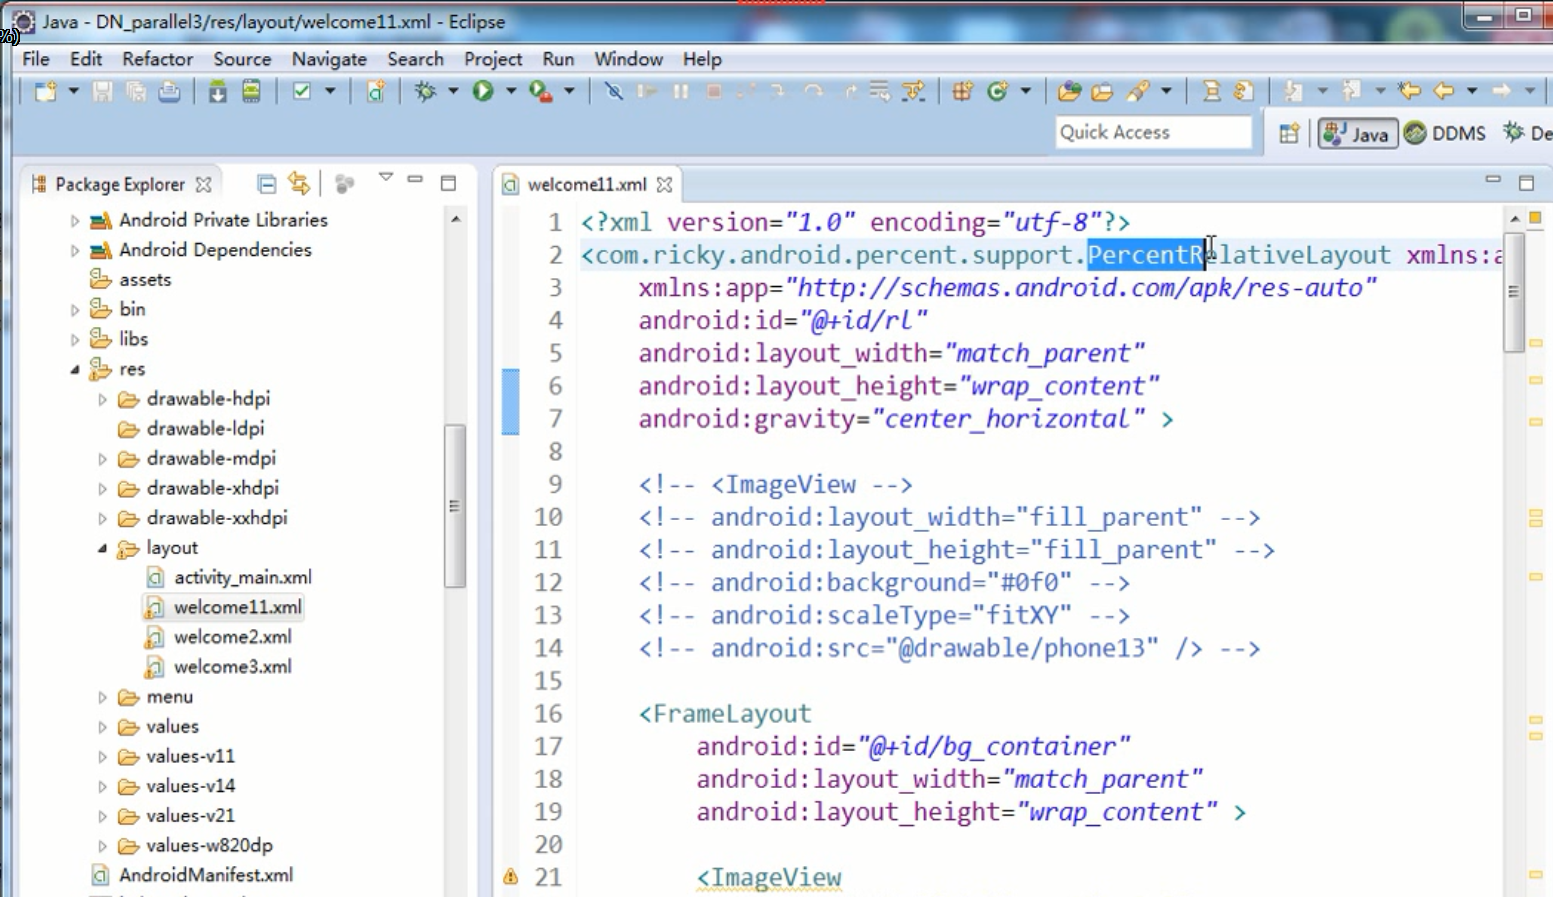 Java - DN_parallel3/res/layout/welcome11.xml - Eclipse
%)
File Edit Refactor Source Navigate Search Project Run Window Help
Quick Access
Java DDMS De
Package Explorer
welcome11.xml
Android Private Libraries
Android Dependencies
assets
bin
libs
res
drawable-hdpi
drawable-ldpi
drawable-mdpi
drawable-xhdpi
drawable-xxhdpi
layout
activity_main.xml
welcome11.xml
welcome2.xml
welcome3.xml
menu
values
values-v11
values-v14
values-v21
values-w820dp
AndroidManifest.xml
1 <?xml version="1.0" encoding="utf-8"?>
2 <com.ricky.android.percent.support.PercentRelativeLayout xmlns:a
3 xmlns:app="http://schemas.android.com/apk/res-auto"
4 android:id="@+id/rl"
5 android:layout_width="match_parent"
6 android:layout_height="wrap_content"
7 android:gravity="center_horizontal" >
8
9 <!-- <ImageView -->
10 <!-- android:layout_width="fill_parent" -->
11 <!-- android:layout_height="fill_parent" -->
12 <!-- android:background="#0f0" -->
13 <!-- android:scaleType="fitXY" -->
14 <!-- android:src="@drawable/phone13" /> -->
15
16 <FrameLayout
17 android:id="@+id/bg_container"
18 android:layout_width="match_parent"
19 android:layout_height="wrap_content" >
20
21 <ImageView